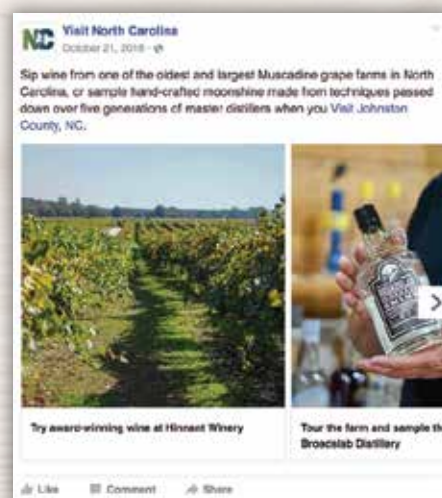 NC
Visit North Carolina
October 21, 2016
Sip wine from one of the oldest and largest Muscadine grape farms in North
Carolina, or sample hand-crafted moonshine made from techniques passed
down over five generations of master distillers when you Visit Johnston
County, NC.
Try award-winning wine at Hinnant Winery
Tour the farm and sample the
Broadslab Distillery
Like Comment Share